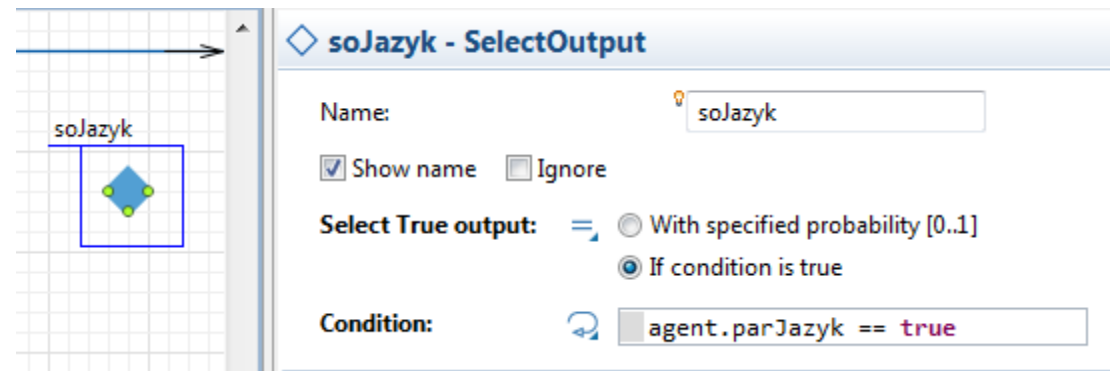 soJazyk
soJazyk - SelectOutput
Name: soJazyk
Show name Ignore
Select True output: With specified probability [0..1]
If condition is true
Condition: agent.parJazyk == true